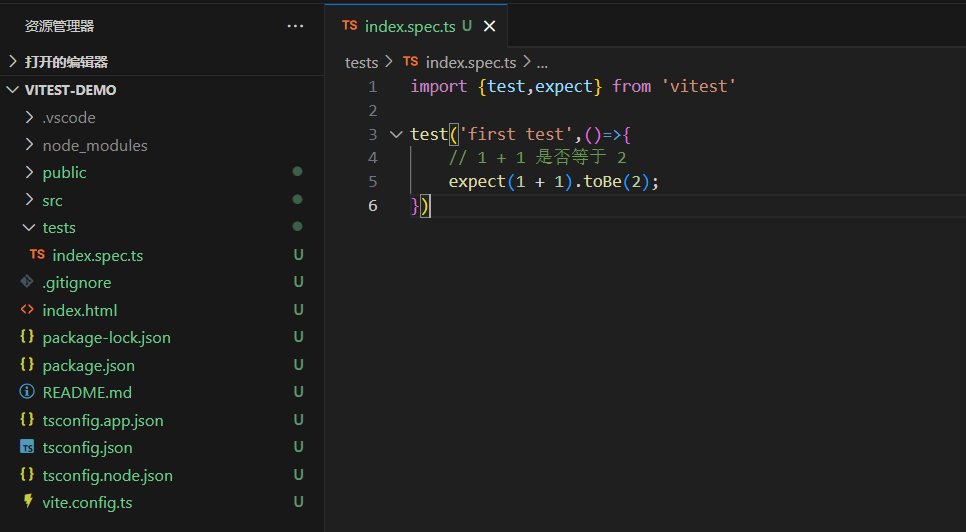 资源管理器 ···
打开的编辑器
VITEST-DEMO
.vscode
node_modules
public
src
tests
TS index.spec.ts U
.gitignore U
<> index.html U
{} package-lock.json U
{} package.json U
README.md U
{} tsconfig.app.json U
TS tsconfig.json U
{} tsconfig.node.json U
vite.config.ts U
TS index.spec.ts U ×
tests > TS index.spec.ts > ...
1 import {test,expect} from 'vitest'
2
3 test('first test',()=>{
4 // 1 + 1 是否等于 2
5 expect(1 + 1).toBe(2);
6 })